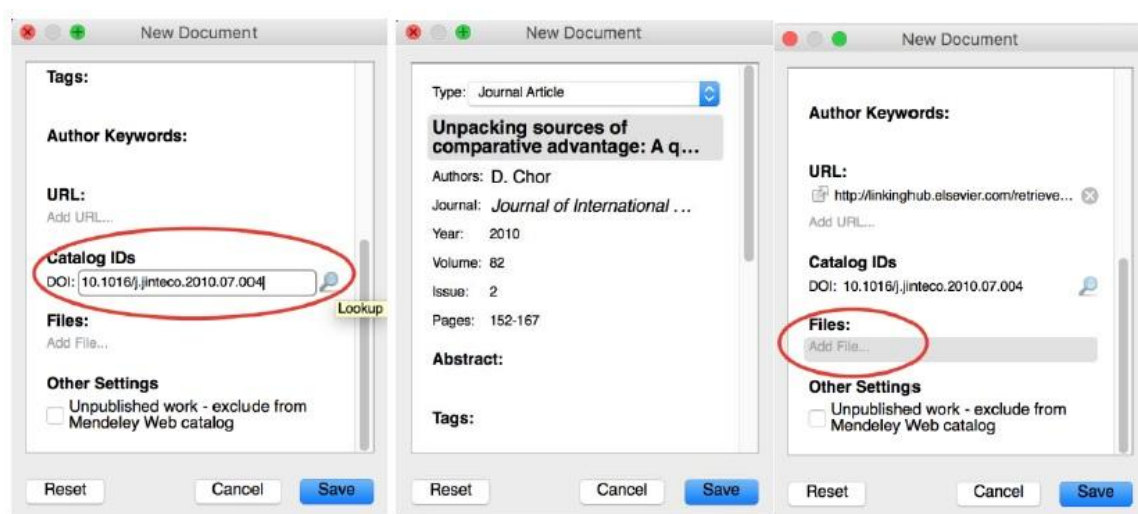 New Document
Tags:
Author Keywords:
URL:
Add URL...
Catalog IDs
DOI: 10.1016/j.jinteco.2010.07.004
Lookup
Files:
Add File...
Other Settings
Unpublished work - exclude from
Mendeley Web catalog
Reset Cancel Save
New Document
Type: Journal Article
Unpacking sources of
comparative advantage: A q...
Authors: D. Chor
Journal: Journal of International ...
Year: 2010
Volume: 82
Issue: 2
Pages: 152-167
Abstract:
Tags:
Reset Cancel Save
New Document
Author Keywords:
URL:
http://linkinghub.elsevier.com/retrieve...
Add URL...
Catalog IDs
DOI: 10.1016/j.jinteco.2010.07.004
Files:
Add File...
Other Settings
Unpublished work - exclude from
Mendeley Web catalog
Reset Cancel Save